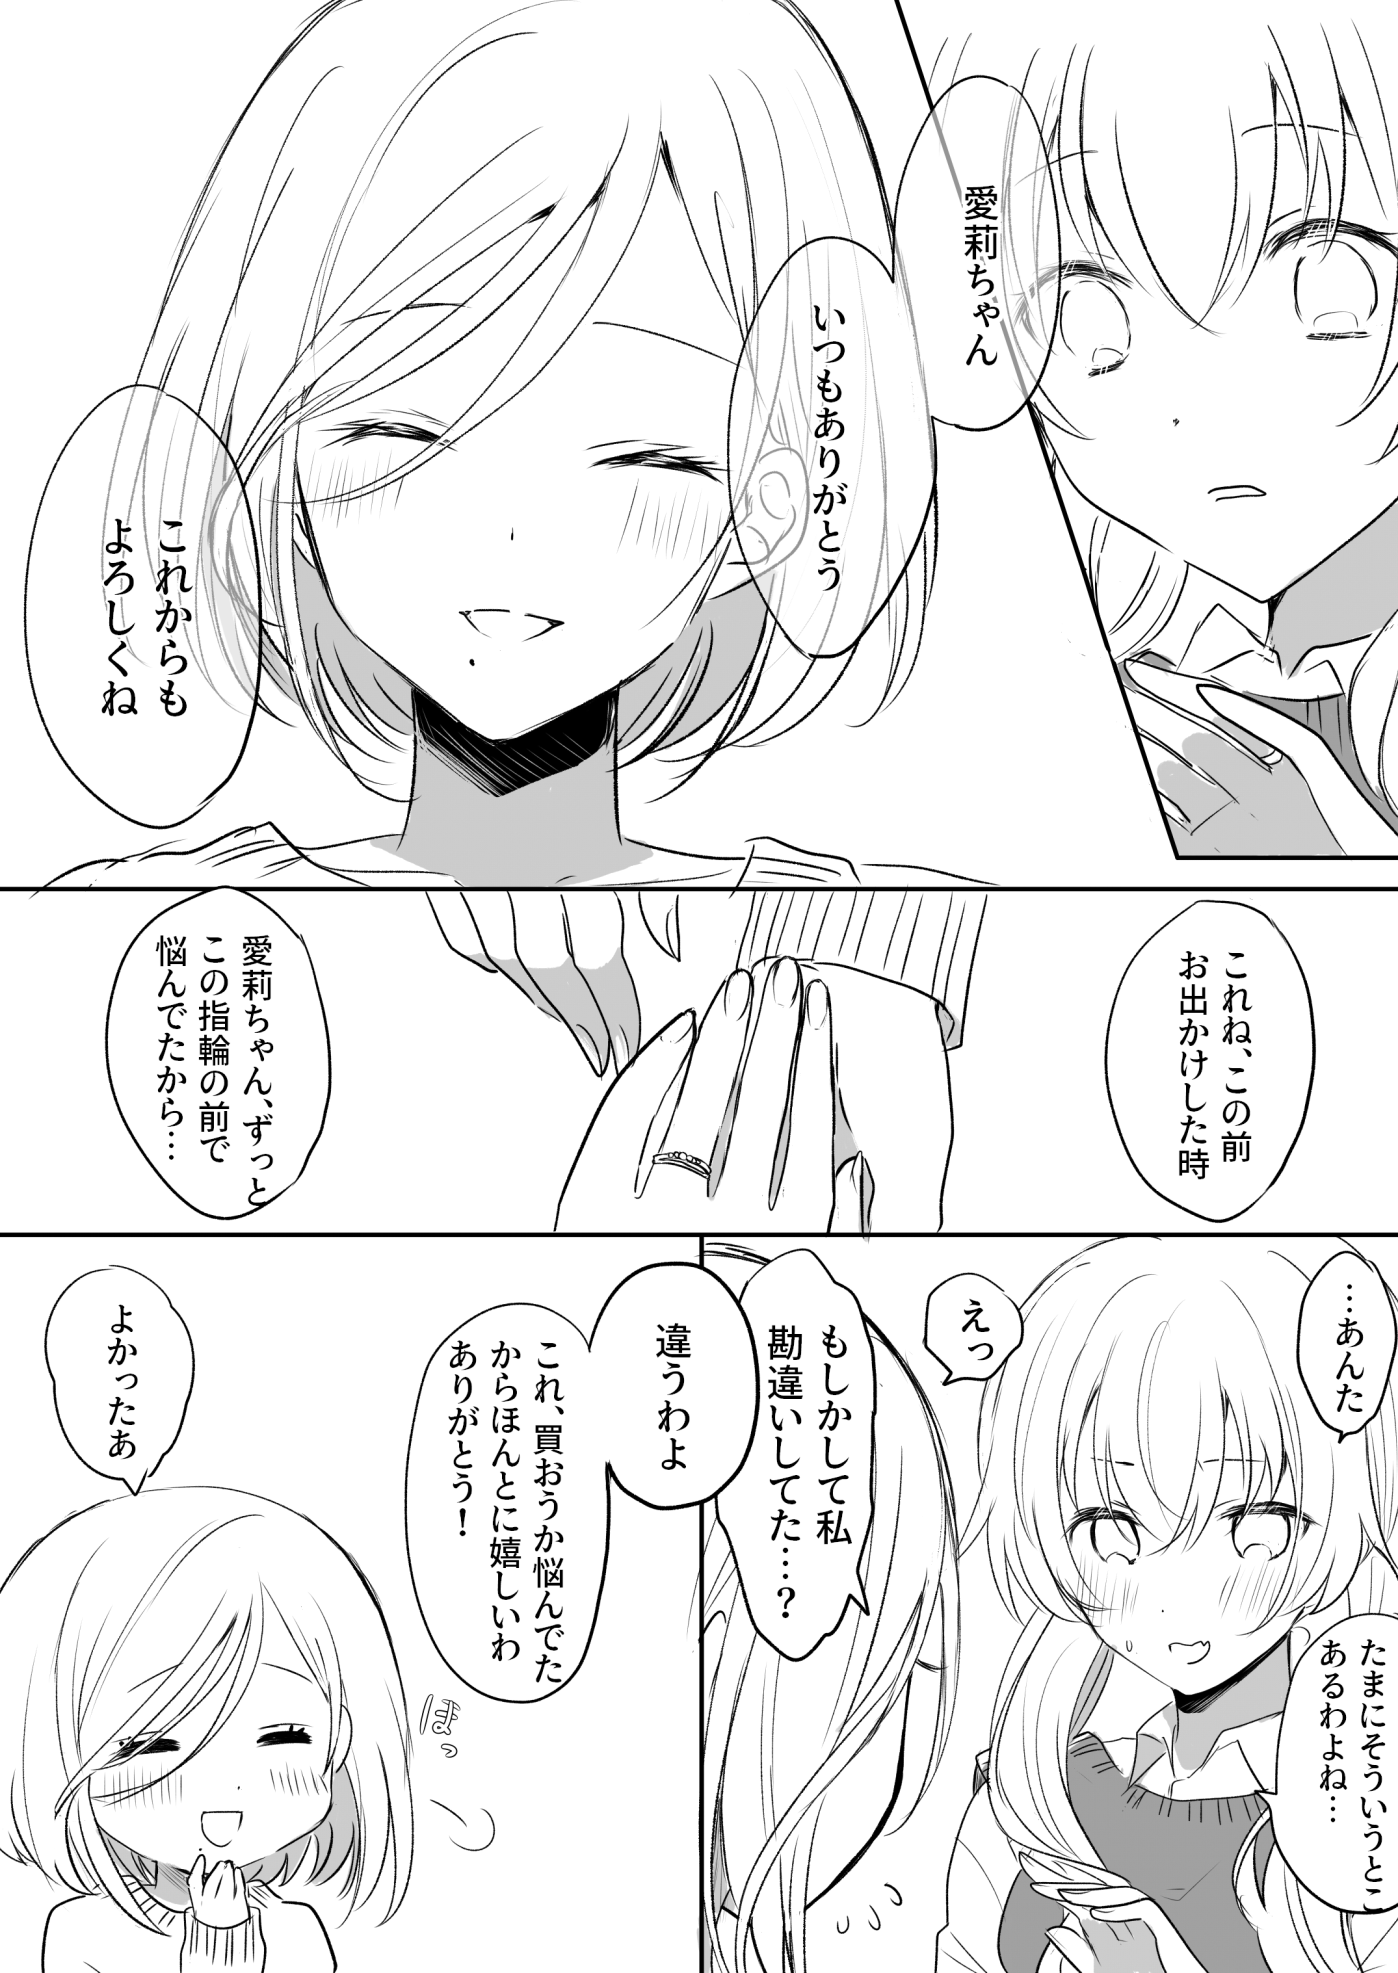 愛莉ちゃん
いつもありがとう
これからも
よろしくね
これね、この前
お出かけした時
愛莉ちゃん、ずっと
この指輪の前で
悩んでたから…
…あんた
たまにそういうとこ
あるわよね…
えっ
もしかして私
勘違いしてた…？
違うわよ
これ、買おうか悩んでた
からほんとに嬉しいわ
ありがとう！
よかったあ
ほっ